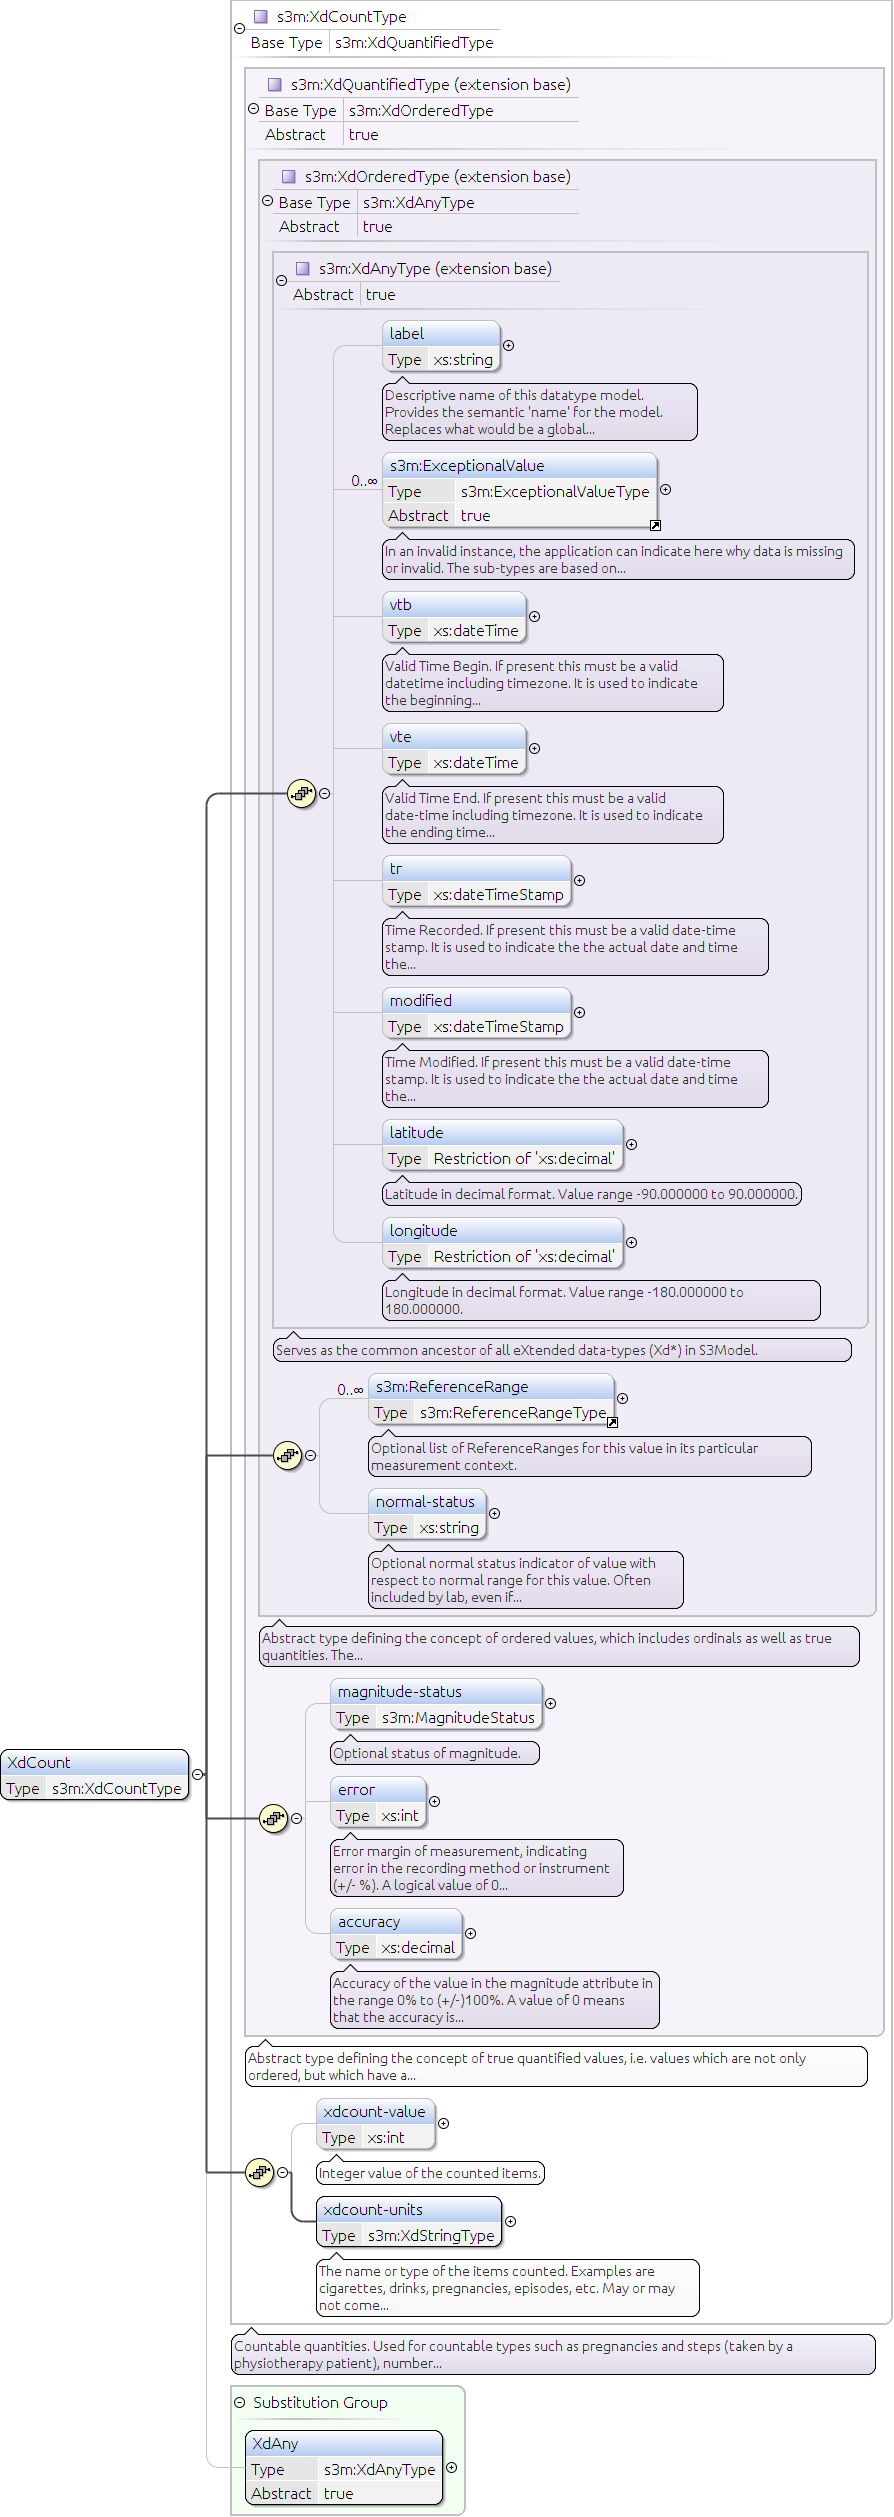 s3m:XdCountType
Base Type s3m:XdQuantifiedType
s3m:XdQuantifiedType (extension base)
Base Type s3m:XdOrderedType
Abstract true
s3m:XdOrderedType (extension base)
Base Type s3m:XdAnyType
Abstract true
s3m:XdAnyType (extension base)
Abstract true
label
Type xs:string
Descriptive name of this datatype model.
Provides the semantic 'name' for the model.
Replaces what would be a global...
0..∞
s3m:ExceptionalValue
Type s3m:ExceptionalValueType
Abstract true
In an invalid instance, the application can indicate here why data is missing
or invalid. The sub-types are based on...
vtb
Type xs:dateTime
Valid Time Begin. If present this must be a valid
datetime including timezone. It is used to indicate
the beginning...
vte
Type xs:dateTime
Valid Time End. If present this must be a valid
date-time including timezone. It is used to indicate
the ending time...
tr
Type xs:dateTimeStamp
Time Recorded. If present this must be a valid date-time
stamp. It is used to indicate the the actual date and time
the...
modified
Type xs:dateTimeStamp
Time Modified. If present this must be a valid date-time
stamp. It is used to indicate the the actual date and time
the...
latitude
Type Restriction of 'xs:decimal'
Latitude in decimal format. Value range -90.000000 to 90.000000.
longitude
Type Restriction of 'xs:decimal'
Longitude in decimal format. Value range -180.000000 to
180.000000.
Serves as the common ancestor of all eXtended data-types (Xd*) in S3Model.
0..∞
s3m:ReferenceRange
Type s3m:ReferenceRangeType
Optional list of ReferenceRanges for this value in its particular
measurement context.
normal-status
Type xs:string
Optional normal status indicator of value with
respect to normal range for this value. Often
included by lab, even if...
Abstract type defining the concept of ordered values, which includes ordinals as well as true
quantities. The...
magnitude-status
Type s3m:MagnitudeStatus
Optional status of magnitude.
XdCount
Type s3m:XdCountType
error
Type xs:int
Error margin of measurement, indicating
error in the recording method or instrument
(+/- %). A logical value of 0...
accuracy
Type xs:decimal
Accuracy of the value in the magnitude attribute in
the range 0% to (+/-)100%. A value of 0 means
that the accuracy is...
Abstract type defining the concept of true quantified values, i.e. values which are not only
ordered, but which have a...
xdcount-value
Type xs:int
Integer value of the counted items.
xdcount-units
Type s3m:XdStringType
The name or type of the items counted. Examples are
cigarettes, drinks, pregnancies, episodes, etc. May or may
not come...
Countable quantities. Used for countable types such as pregnancies and steps (taken by a
physiotherapy patient), number...
Substitution Group
XdAny
Type s3m:XdAnyType
Abstract true